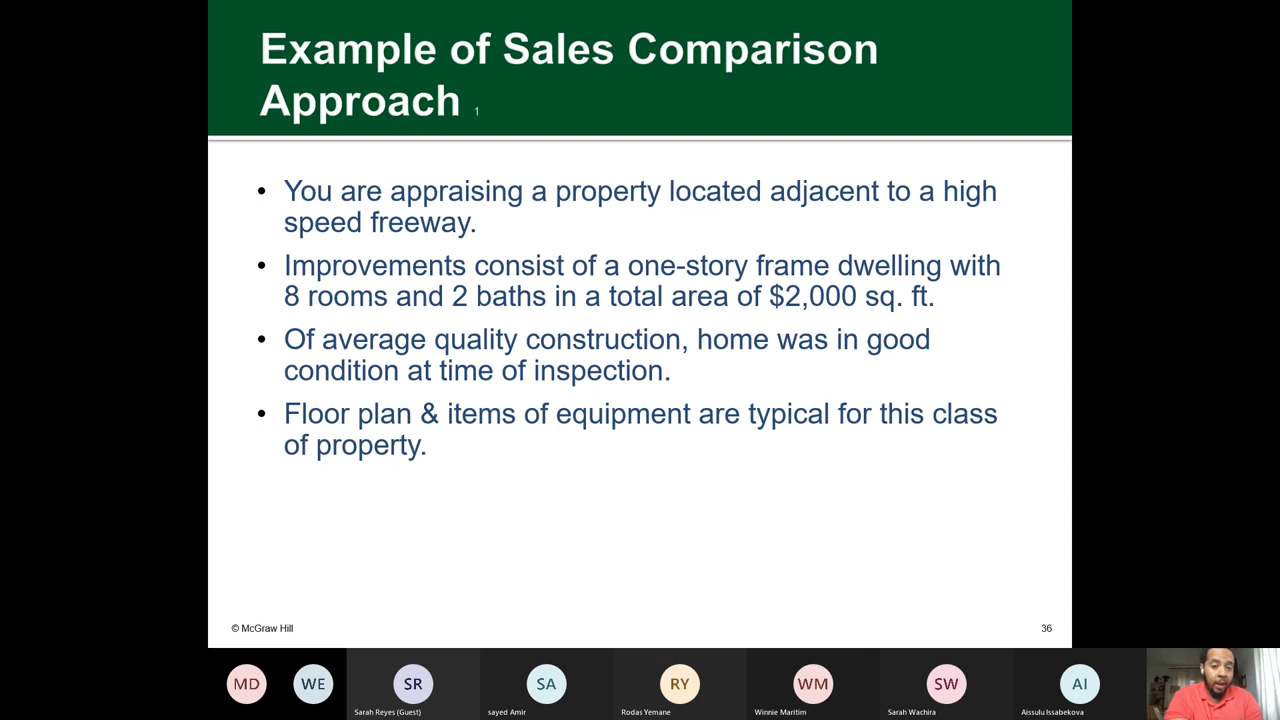 Example of Sales Comparison
Approach 1
• You are appraising a property located adjacent to a high
speed freeway.
• Improvements consist of a one-story frame dwelling with
8 rooms and 2 baths in a total area of $2,000 sq. ft.
• Of average quality construction, home was in good
condition at time of inspection.
• Floor plan & items of equipment are typical for this class
of property.
© McGraw Hill
36
MD
WE
SR
SA
RY
WM
SW
AI
Sarah Reyes (Guest)
sayed Amir
Rodas Yemane
Winnie Maritim
Sarah Wachira
Aissulu Issabekova